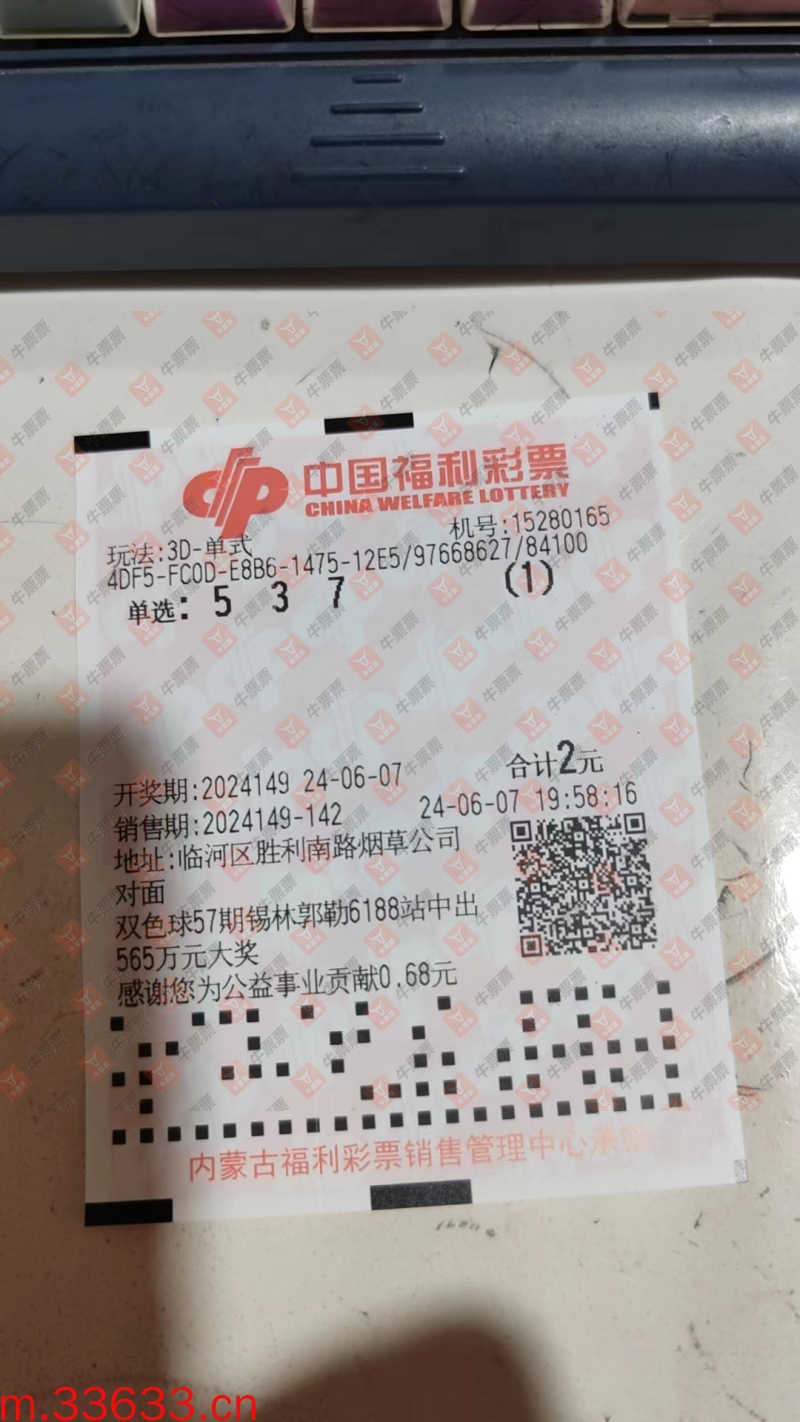 中国福利彩票
CHINA WELFARE LOTTERY
玩法:3D-单式 机号:15280165
4DF5-FC0D-E8B6-1475-12E5/97668627/84100
单选: 5 3 7 (1)
开奖期:2024149 24-06-07 合计2元
销售期:2024149-142 24-06-07 19:58:16
地址:临河区胜利南路烟草公司
对面
双色球57期锡林郭勒6188站中出
565万元大奖
感谢您为公益事业贡献0.68元
内蒙古福利彩票销售管理中心承销
牛票票
m.33633.cn